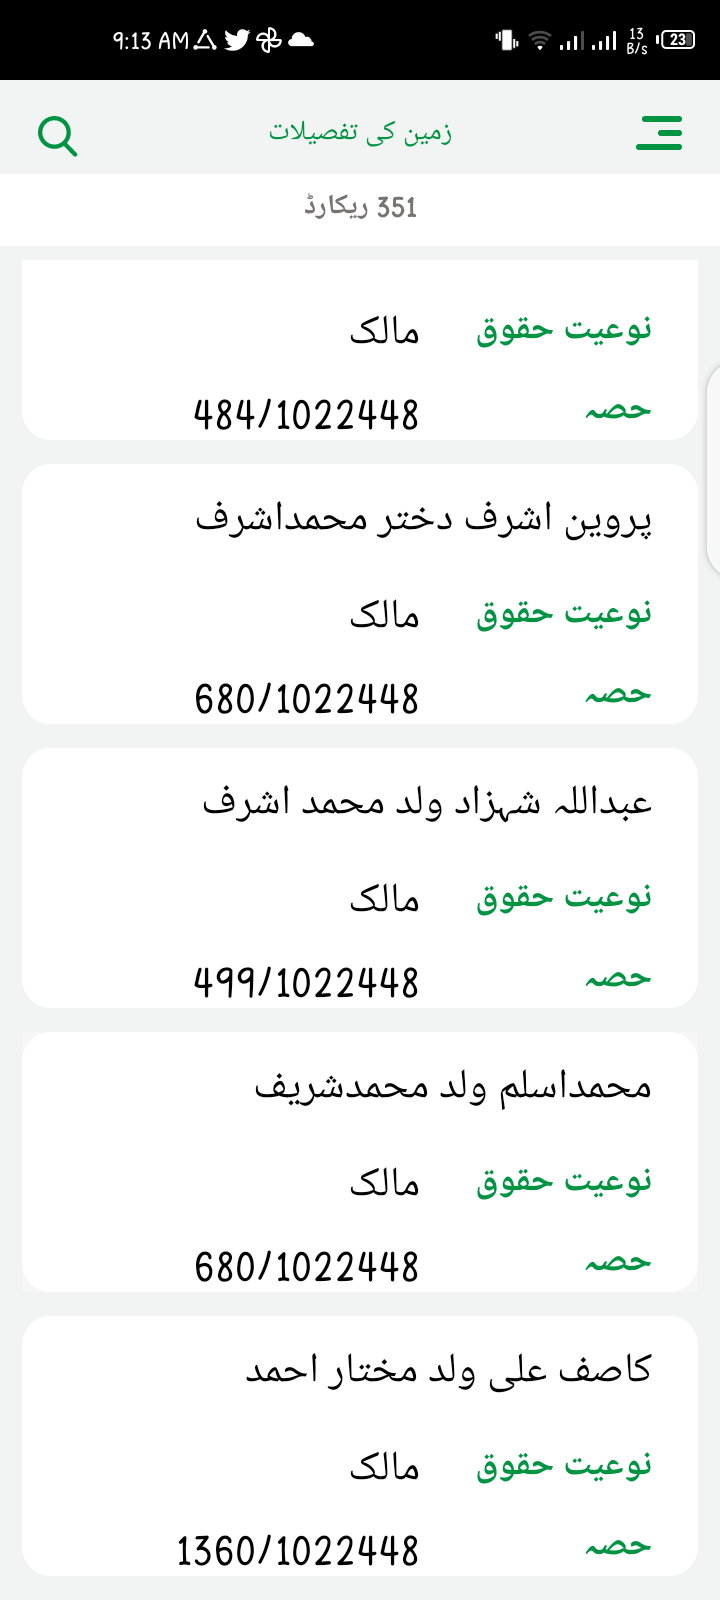 9:13 AM
13 B/s
23
زمین کی تفصیلات
351 ریکارڈ
نوعیت حقوق مالک
حصہ 484/1022448
پروین اشرف دختر محمداشرف
نوعیت حقوق مالک
حصہ 680/1022448
عبداللہ شہزاد ولد محمد اشرف
نوعیت حقوق مالک
حصہ 499/1022448
محمداسلم ولد محمدشریف
نوعیت حقوق مالک
حصہ 680/1022448
کاصف علی ولد مختار احمد
نوعیت حقوق مالک
حصہ 1360/1022448